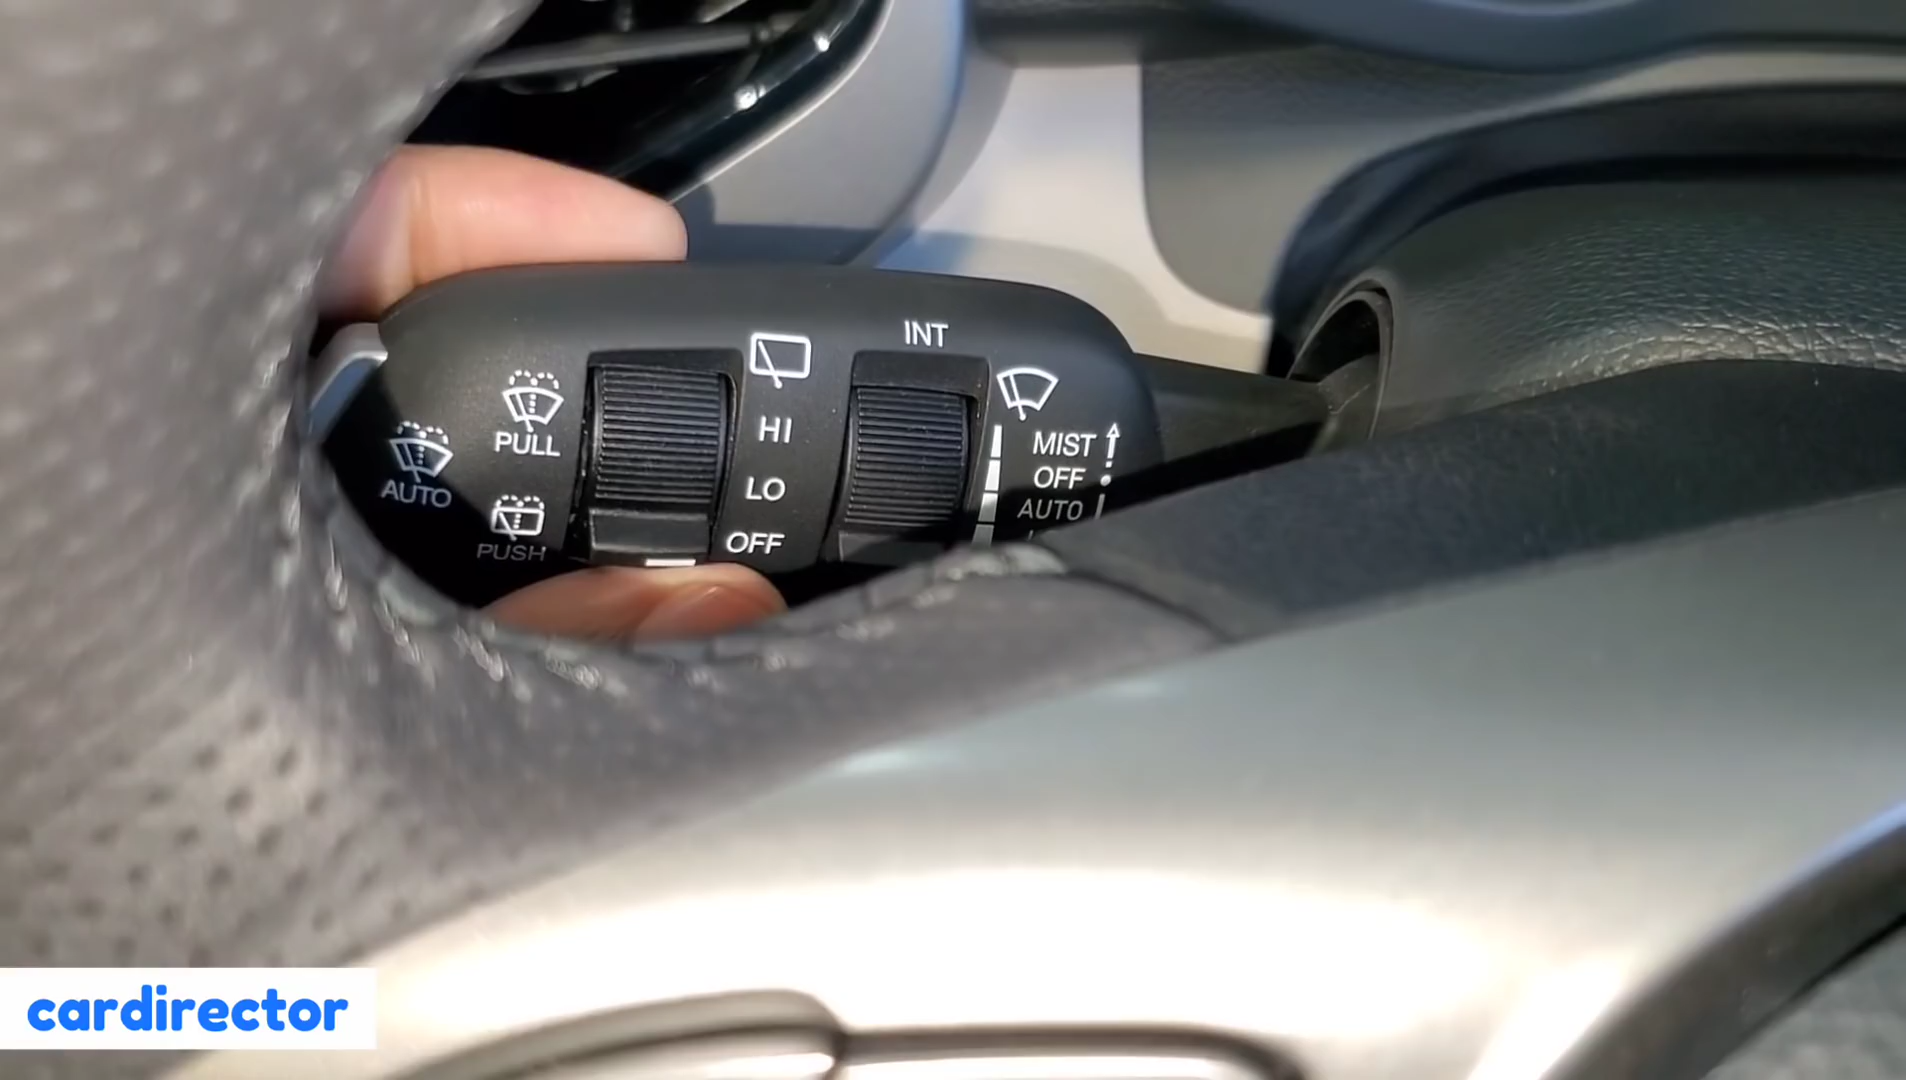 INT
PULL
HI
MIST
AUTO
LO
OFF
PUSH
OFF
AUTO
cardirector